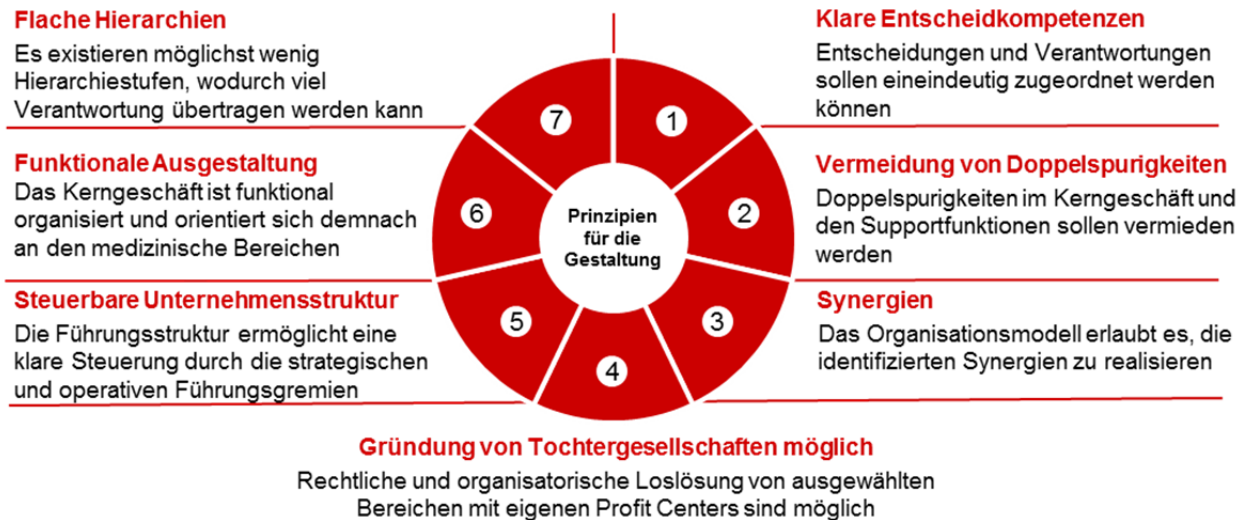 Flache Hierarchien
Es existieren möglichst wenig
Hierarchiestufen, wodurch viel
Verantwortung übertragen werden kann
Funktionale Ausgestaltung
Das Kerngeschäft ist funktional
organisiert und orientiert sich demnach
an den medizinische Bereichen
Steuerbare Unternehmensstruktur
Die Führungsstruktur ermöglicht eine
klare Steuerung durch die strategischen
und operativen Führungsgremien
7
1
6
2
5
3
4
Prinzipien
für die
Gestaltung
Klare Entscheidkompetenzen
Entscheidungen und Verantwortungen
sollen eineindeutig zugeordnet werden
können
Vermeidung von Doppelspurigkeiten
Doppelspurigkeiten im Kerngeschäft und
den Supportfunktionen sollen vermieden
werden
Synergien
Das Organisationsmodell erlaubt es, die
identifizierten Synergien zu realisieren
Gründung von Tochtergesellschaften möglich
Rechtliche und organisatorische Loslösung von ausgewählten
Bereichen mit eigenen Profit Centers sind möglich